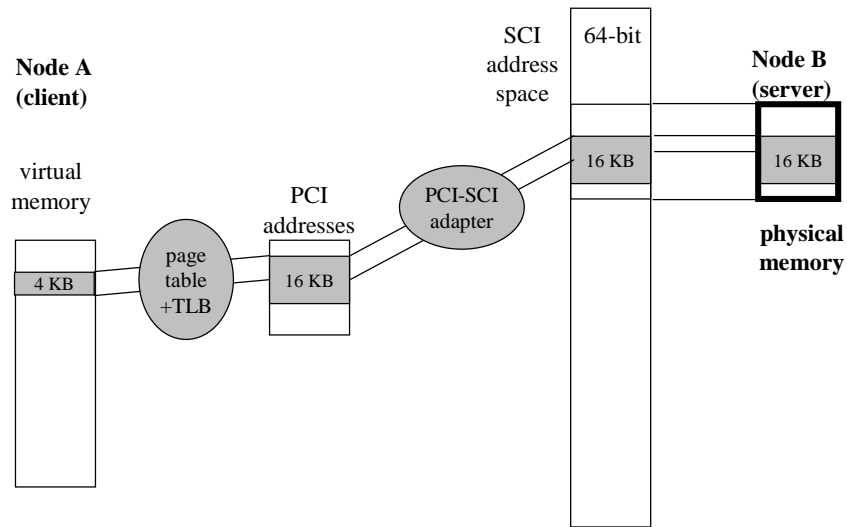 Node A
(client)
virtual
memory
4 KB
page
table
+TLB
PCI
addresses
16 KB
PCI-SCI
adapter
SCI
address
space
64-bit
16 KB
Node B
(server)
16 KB
physical
memory